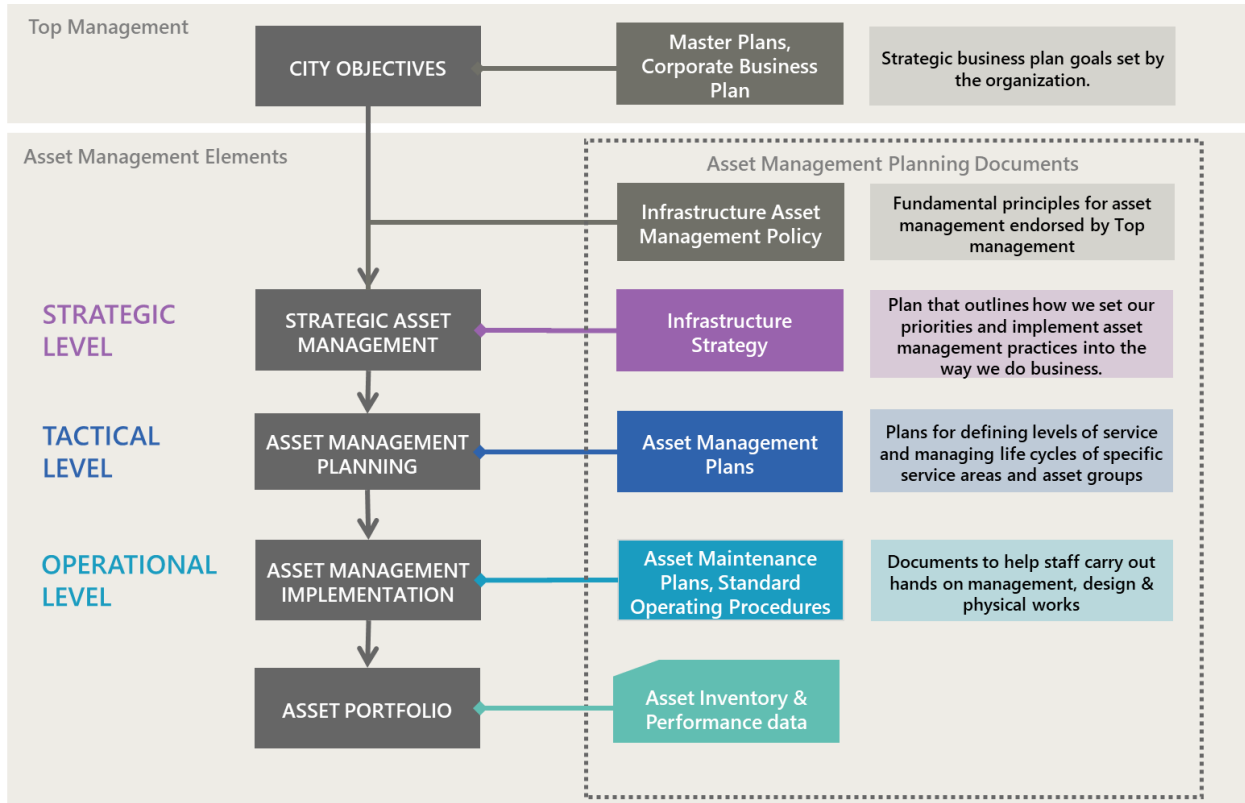 Top Management
CITY OBJECTIVES
Master Plans,
Corporate Business
Plan
Strategic business plan goals set by
the organization.
Asset Management Elements
Asset Management Planning Documents
Infrastructure Asset
Management Policy
Fundamental principles for asset
management endorsed by Top
management
STRATEGIC
LEVEL
STRATEGIC ASSET
MANAGEMENT
Infrastructure
Strategy
Plan that outlines how we set our
priorities and implement asset
management practices into the
way we do business.
TACTICAL
LEVEL
ASSET MANAGEMENT
PLANNING
Asset Management
Plans
Plans for defining levels of service
and managing life cycles of specific
service areas and asset groups
OPERATIONAL
LEVEL
ASSET MANAGEMENT
IMPLEMENTATION
Asset Maintenance
Plans, Standard
Operating Procedures
Documents to help staff carry out
hands on management, design &
physical works
ASSET PORTFOLIO
Asset Inventory &
Performance data